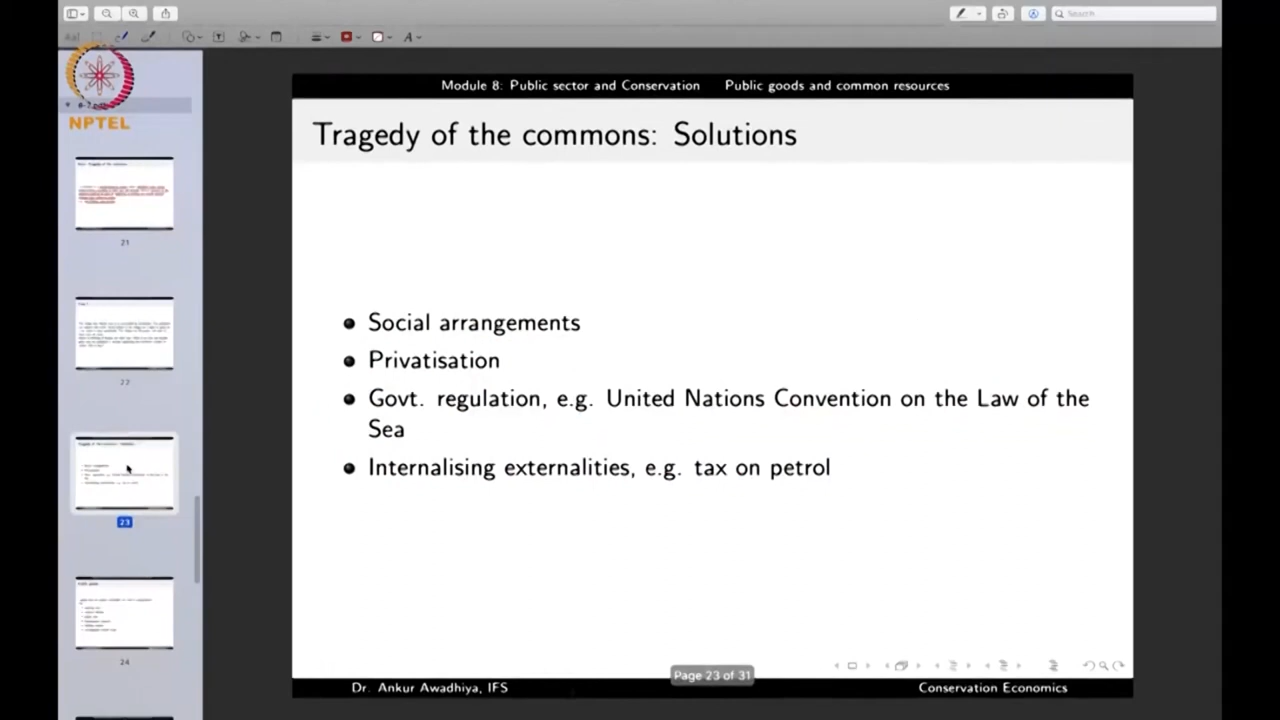 Search
NPTEL
21
22
23
24
Module 8: Public sector and Conservation Public goods and common resources
Tragedy of the commons: Solutions
Social arrangements
Privatisation
Govt. regulation, e.g. United Nations Convention on the Law of the
Sea
Internalising externalities, e.g. tax on petrol
Page 23 of 31
Dr. Ankur Awadhiya, IFS Conservation Economics